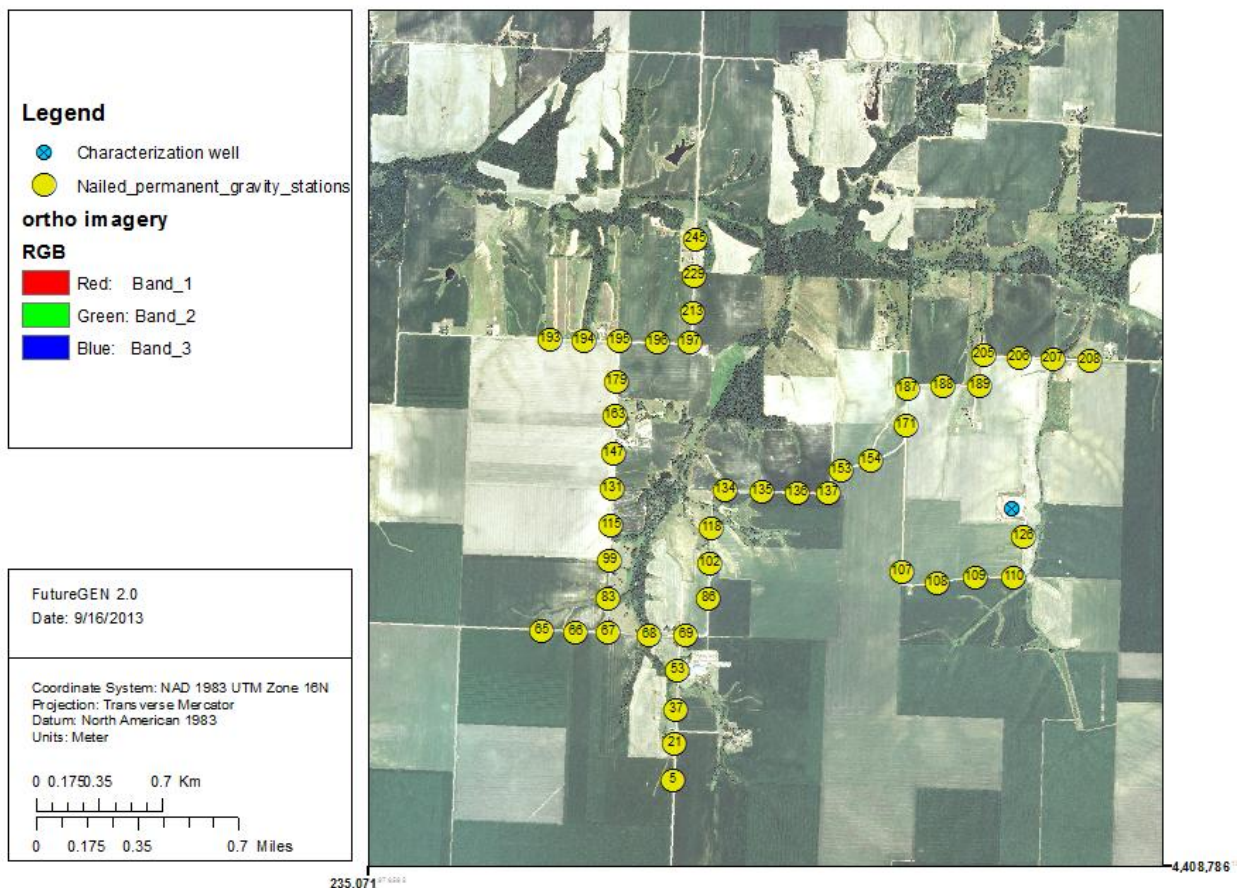 Legend
Characterization well
Nailed_permanent_gravity_stations
ortho imagery
RGB
Red: Band_1
Green: Band_2
Blue: Band_3
FutureGEN 2.0
Date: 9/16/2013
Coordinate System: NAD 1983 UTM Zone 16N
Projection: Transverse Mercator
Datum: North American 1983
Units: Meter
0 0.175 0.35 0.7 Km
0 0.175 0.35 0.7 Miles
245
229
213
193 194 195 196 197
205 206 207 208
179
187 188 189
163
171
147
154
153
131
134 135 136 137
115
118
126
99
102
107 108 109 110
83
86
65 66 67 68 69
53
37
21
5
235.071
4,408,786